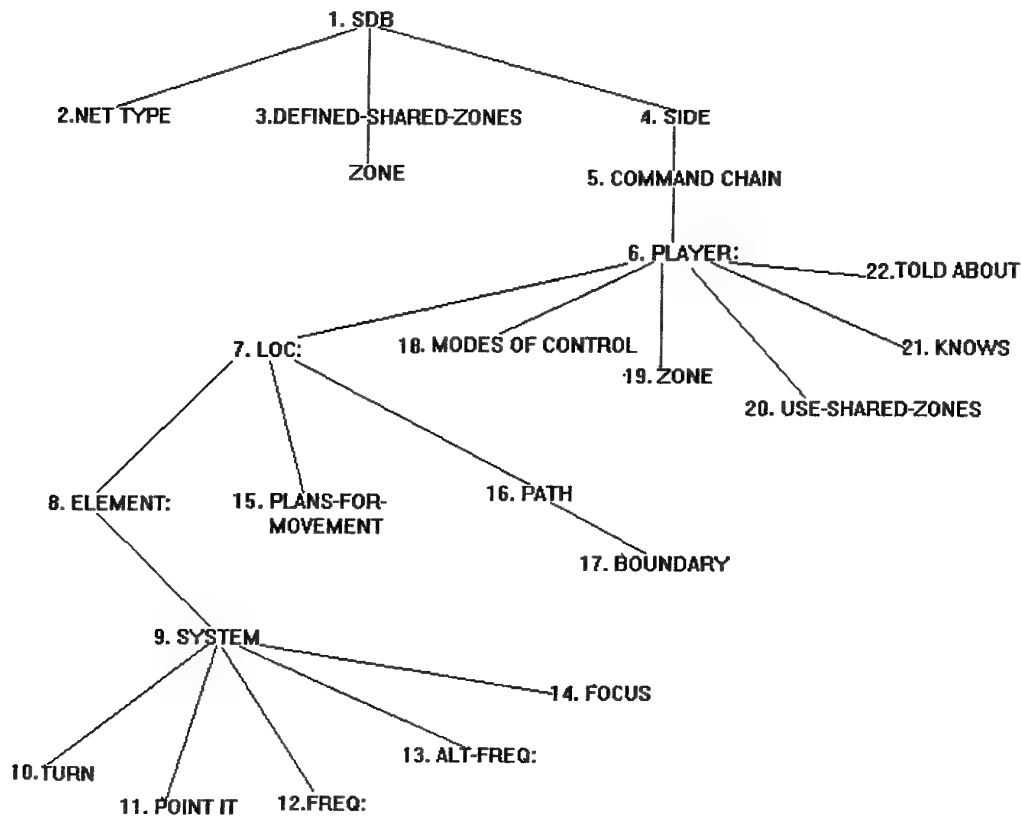 1. SDB
2.NET TYPE
3.DEFINED-SHARED-ZONES
4. SIDE
ZONE
5. COMMAND CHAIN
6. PLAYER:
22.TOLD ABOUT
7. LOC:
18. MODES OF CONTROL
21. KNOWS
19. ZONE
20. USE-SHARED-ZONES
8. ELEMENT:
15. PLANS-FOR-
MOVEMENT
16. PATH
17. BOUNDARY
9. SYSTEM
14. FOCUS
13. ALT-FREQ:
10.TURN
11. POINT IT
12.FREQ: